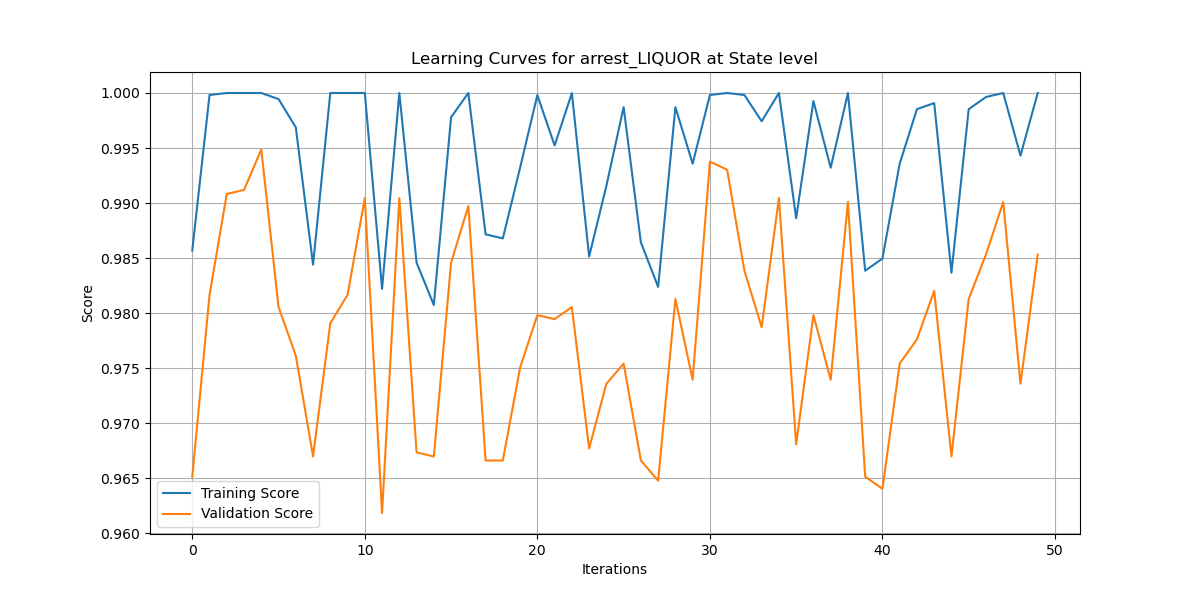 Learning Curves for arrest_LIQUOR at State level
1.000
0.995
0.990
0.985
0.980
0.975
0.970
0.965
0.960
Score
Training Score
Validation Score
0 10 20 30 40 50
Iterations